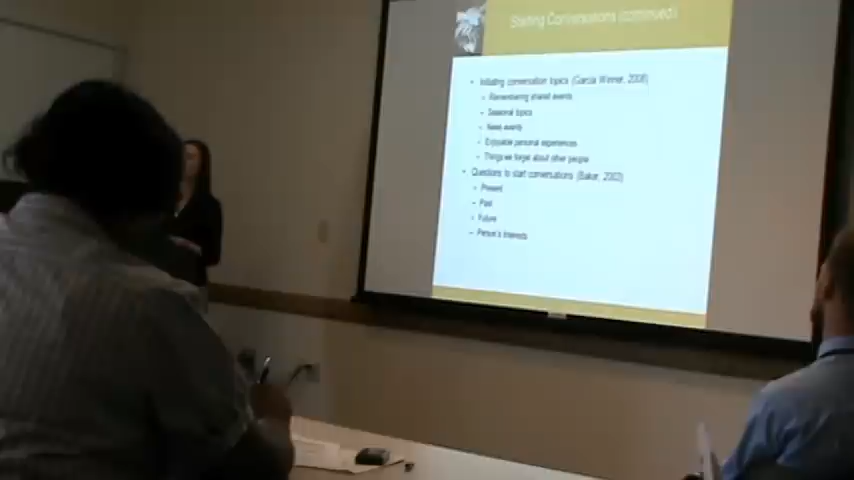 Starting Conversations (continued)
• Initiating conversation topics (Garcia Winner, 2008)
– Remembering shared events
– Seasonal topics
– News events
– Enjoyable personal experiences
– Things we forget about other people
• Questions to start conversations (Baker, 2002)
– Present
– Past
– Future
– Person's Interests